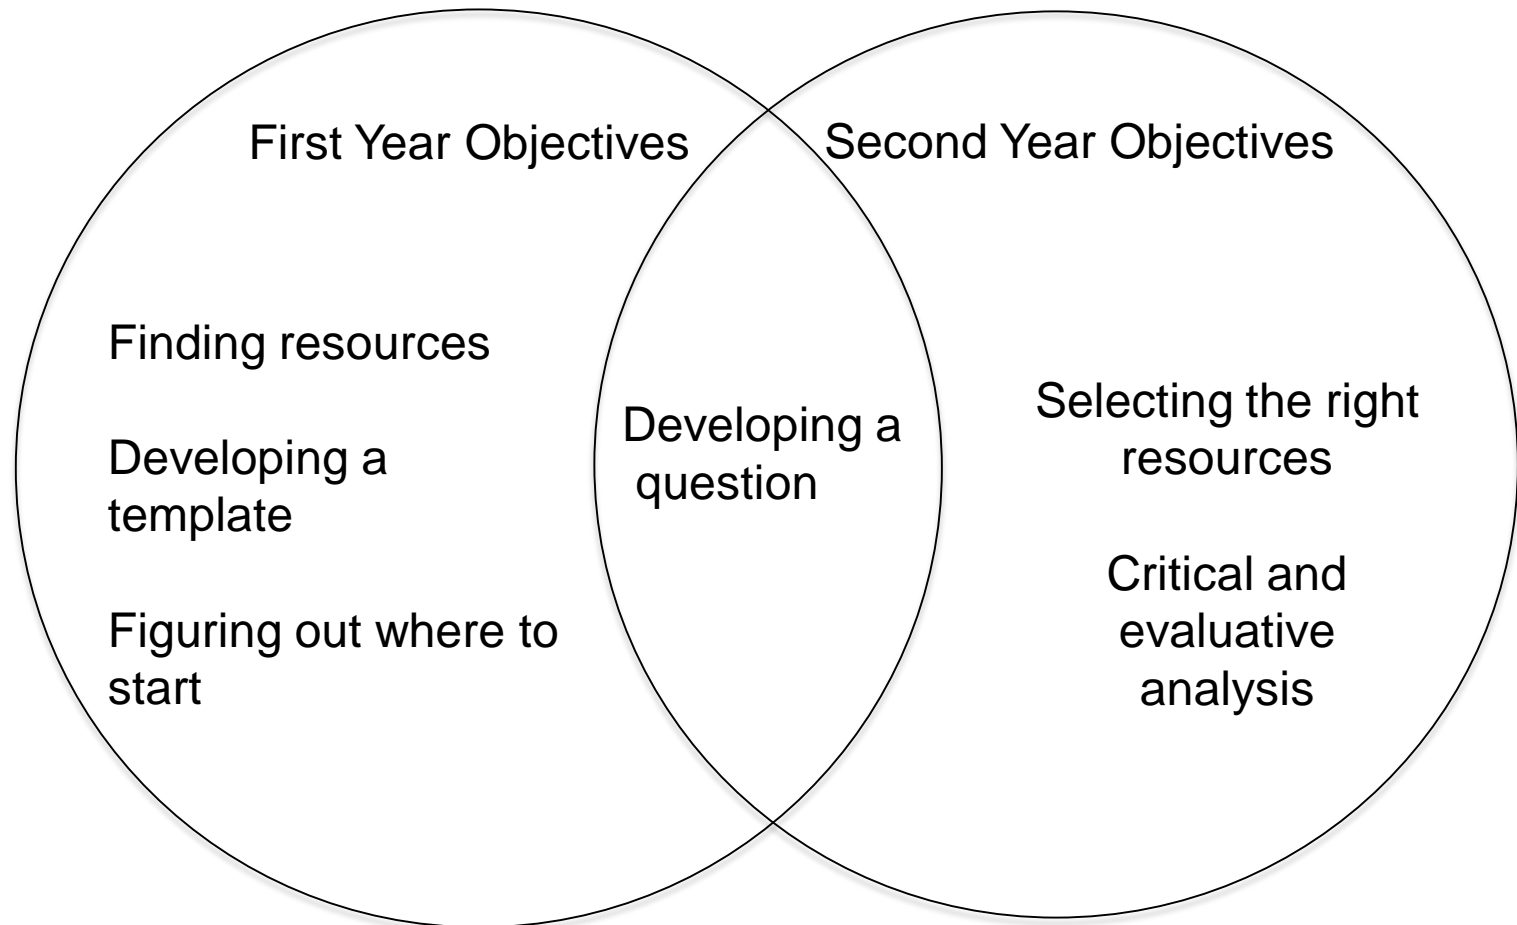 First Year Objectives
Second Year Objectives
Finding resources
Developing a
template
Figuring out where to
start
Developing a
question
Selecting the right
resources
Critical and
evaluative
analysis